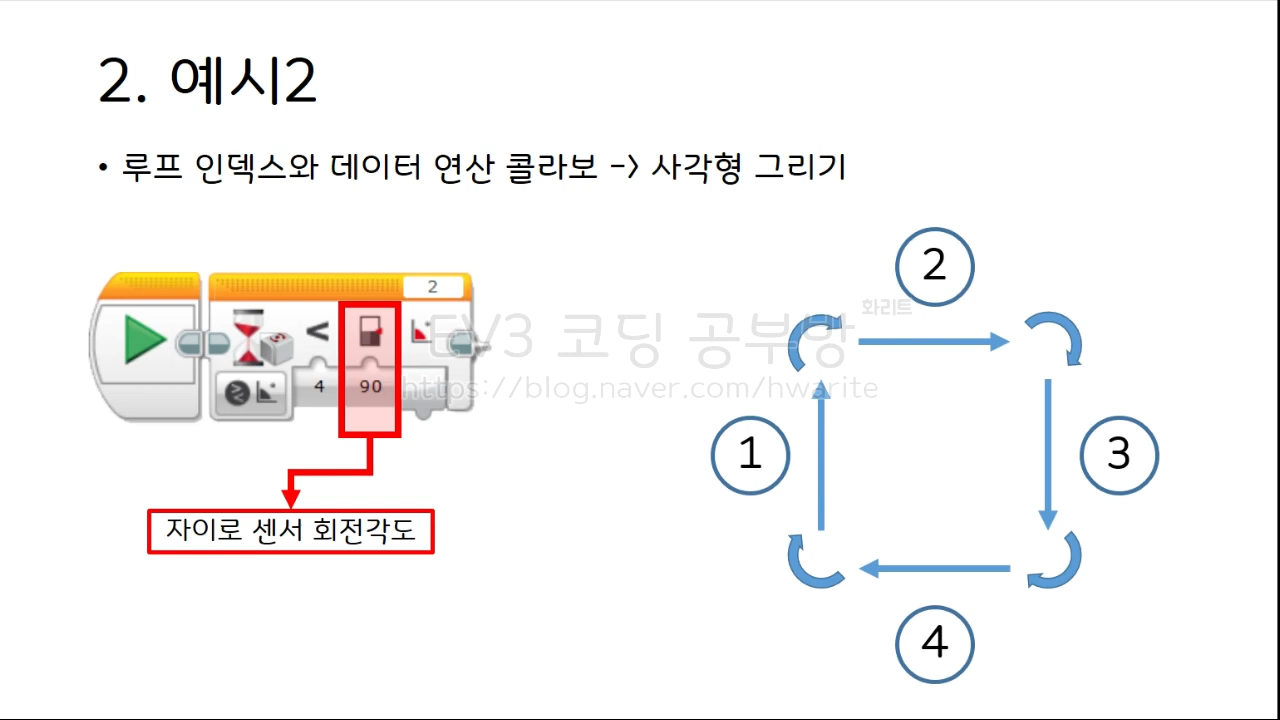 2. 예시2
• 루프 인덱스와 데이터 연산 콜라보 -> 사각형 그리기
2
<
4 90
자이로 센서 회전각도
화리트
EV3 코딩 공부방
https://blog.naver.com/hwarite
2
1
3
4